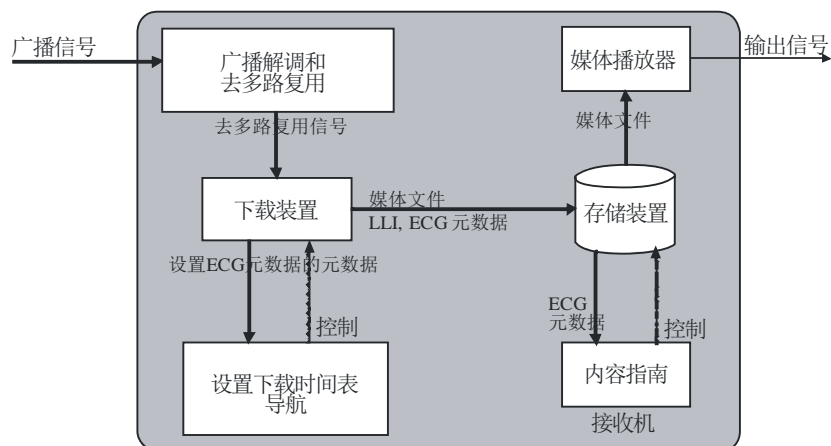 广播信号
广播解调和
去多路复用
媒体播放器
输出信号
去多路复用信号
媒体文件
下载装置
媒体文件
LLI, ECG 元数据
存储装置
设置ECG元数据的元数据
控制
ECG
元数据
控制
设置下载时间表
导航
内容指南
接收机